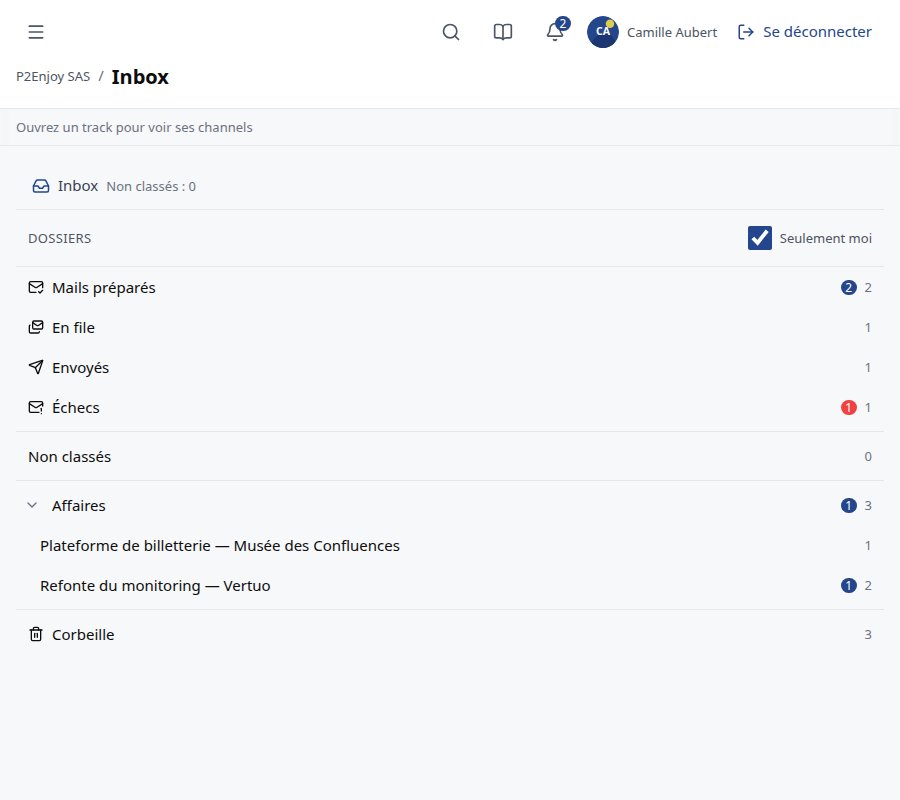 2
CA Camille Aubert Se déconnecter
P2Enjoy SAS / Inbox
Ouvrez un track pour voir ses channels
Inbox Non classés : 0
DOSSIERS Seulement moi
Mails préparés 2 2
En file 1
Envoyés 1
Échecs 1 1
Non classés 0
Affaires 1 3
Plateforme de billetterie — Musée des Confluences 1
Refonte du monitoring — Vertuo 1 2
Corbeille 3